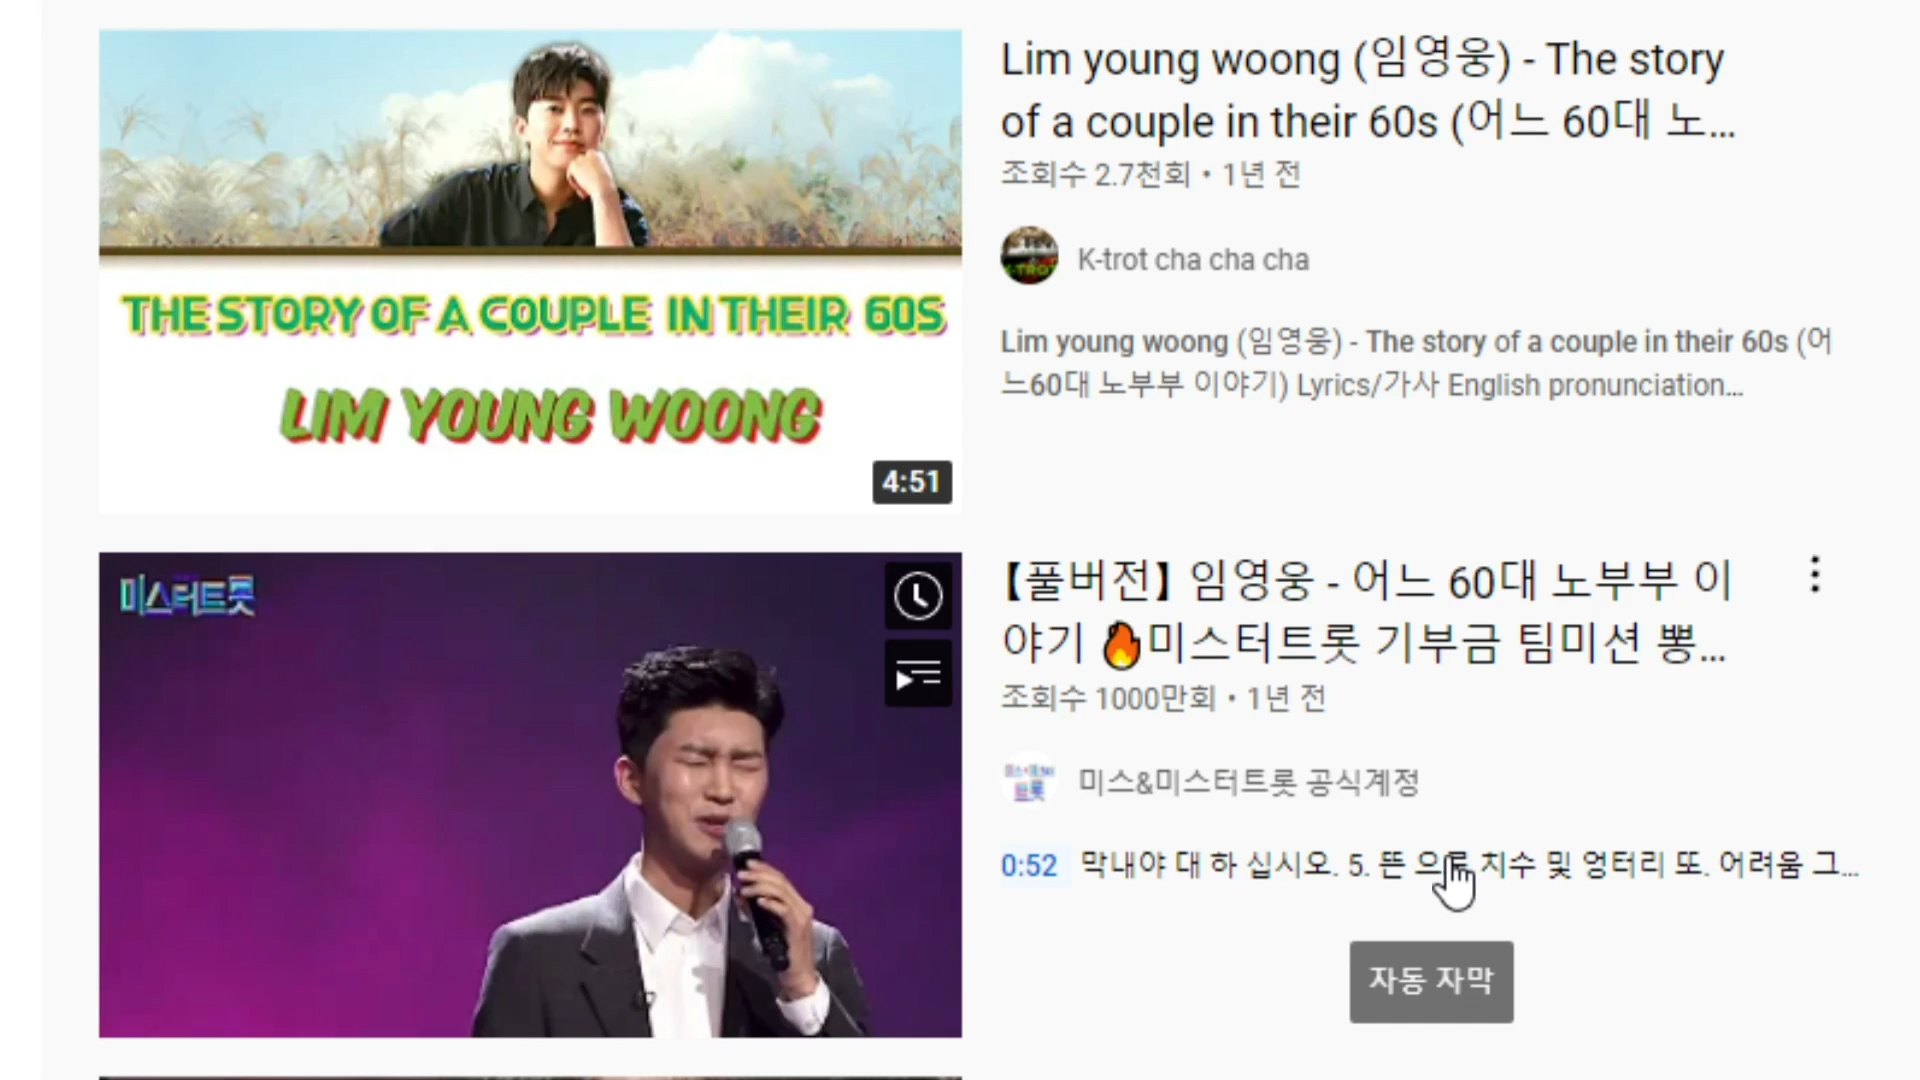 Lim young woong (임영웅) - The story
of a couple in their 60s (어느 60대 노...
조회수 2.7천회 • 1년 전
K-trot cha cha cha
Lim young woong (임영웅) - The story of a couple in their 60s (어
느60대 노부부 이야기) Lyrics/가사 English pronunciation...
THE STORY OF A COUPLE IN THEIR 60S
LIM YOUNG WOONG
4:51
미스터트롯
【풀버전】 임영웅 - 어느 60대 노부부 이
야기 🔥미스터트롯 기부금 팀미션 뽕...
조회수 1000만회 • 1년 전
미스&미스터트롯 공식계정
0:52 막내야 대 하 십시오. 5. 뜬 으로 치수 및 엉터리 또. 어려움 그...
자동 자막